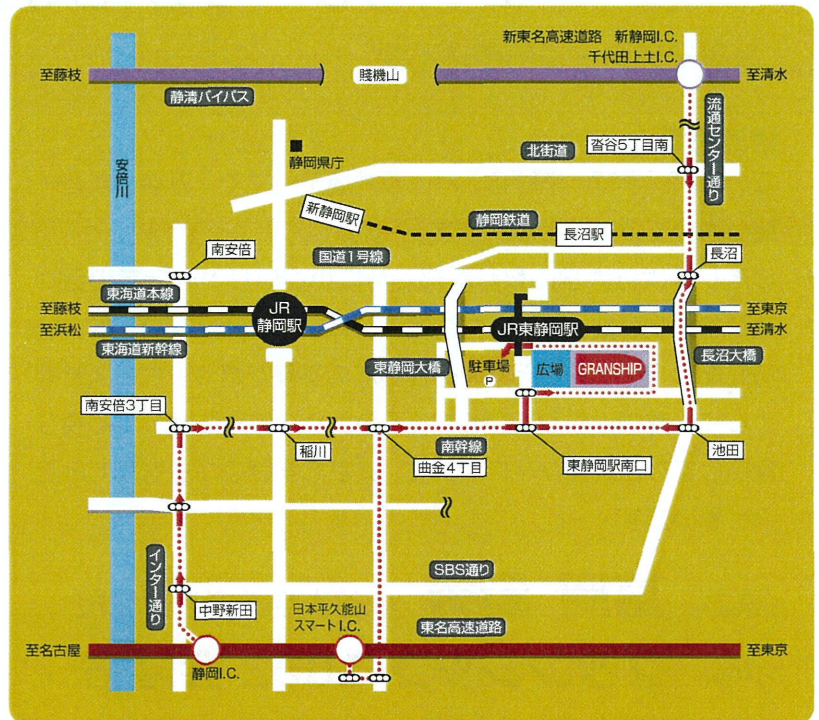 新東名高速道路　新静岡I.C.
千代田上土I.C.
至藤枝
賤機山
至清水
静清バイパス
流通センター通り
安倍川
静岡県庁
北街道
沓谷5丁目南
新静岡駅
静岡鉄道
長沼駅
南安倍
国道1号線
長沼
東海道本線
至藤枝
至浜松
東海道新幹線
JR
静岡駅
JR東静岡駅
至東京
至清水
東静岡大橋
駐車場
P
広場
GRANSHIP
長沼大橋
南安倍3丁目
稲川
南幹線
曲金4丁目
東静岡駅南口
池田
インター通り
SBS通り
中野新田
日本平久能山
スマートI.C.
東名高速道路
至名古屋
静岡I.C.
至東京